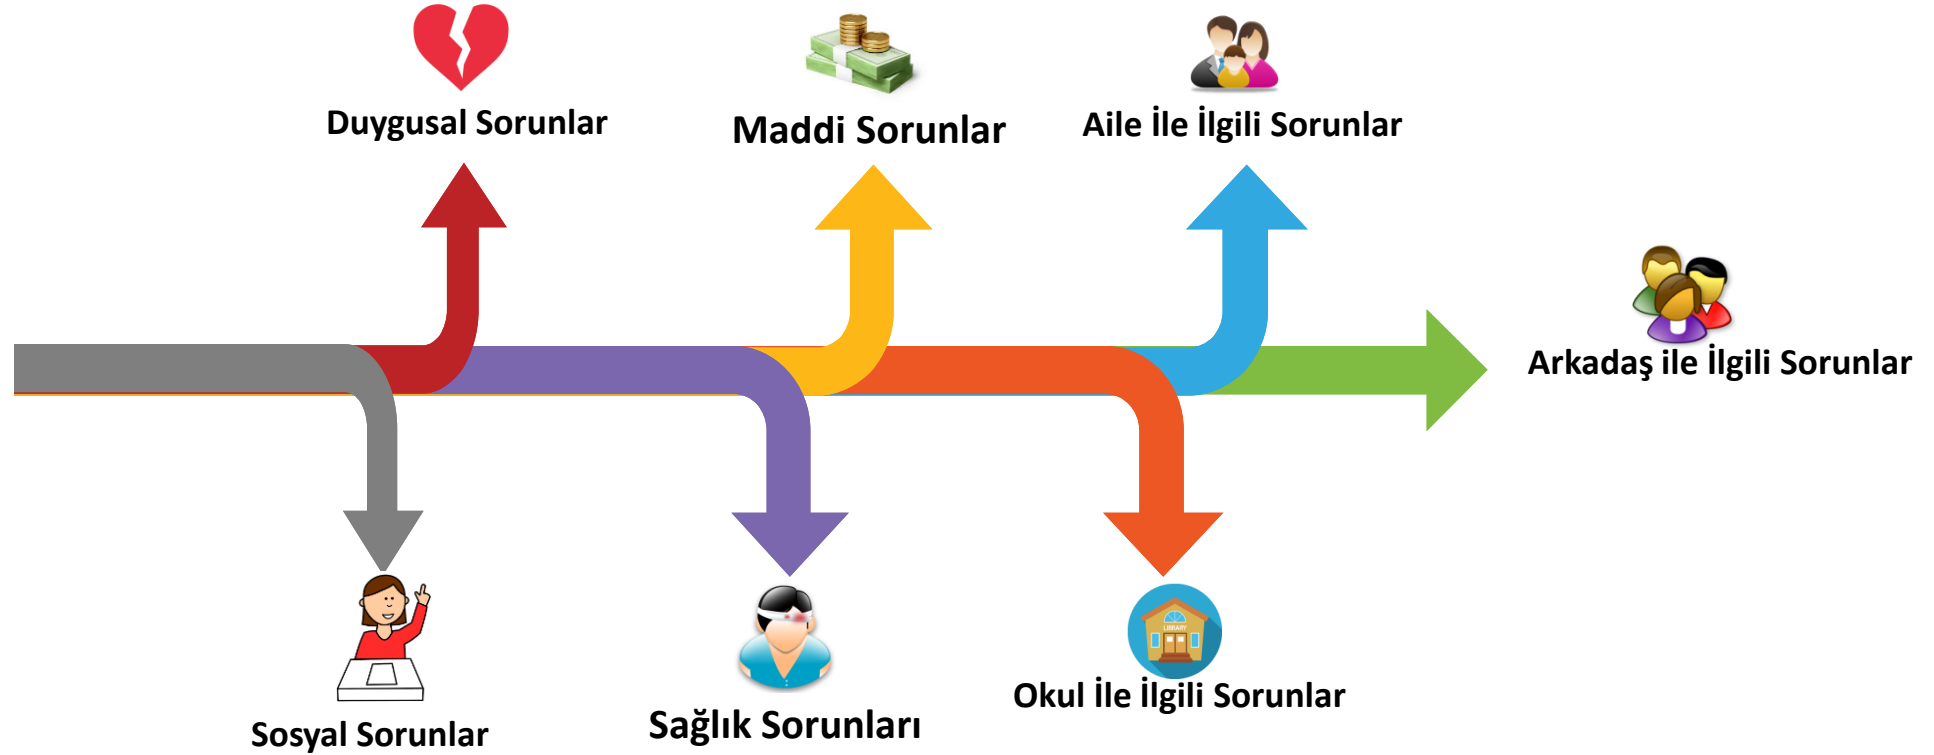 Duygusal Sorunlar
Maddi Sorunlar
Aile İle İlgili Sorunlar
Arkadaş ile İlgili Sorunlar
LIBRARY
Okul İle İlgili Sorunlar
Sağlık Sorunları
Sosyal Sorunlar